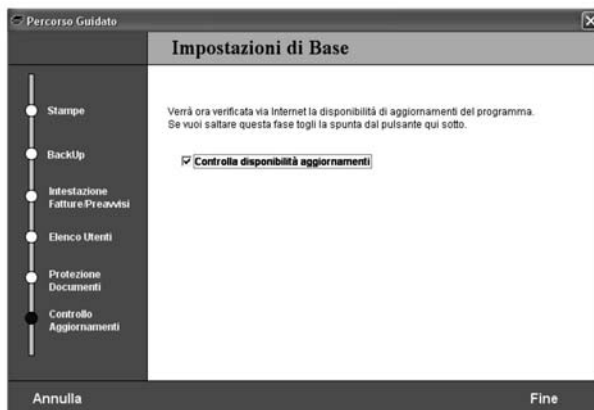 Percorso Guidato
Impostazioni di Base
Stampe
BackUp
Intestazione
Fatture/Preavvisi
Elenco Utenti
Protezione
Documenti
Controllo
Aggiornamenti
Verrà ora verificata via Internet la disponibilità di aggiornamenti del programma.
Se vuoi saltare questa fase togli la spunta dal pulsante qui sotto.
Controlla disponibilità aggiornamenti
Annulla
Fine